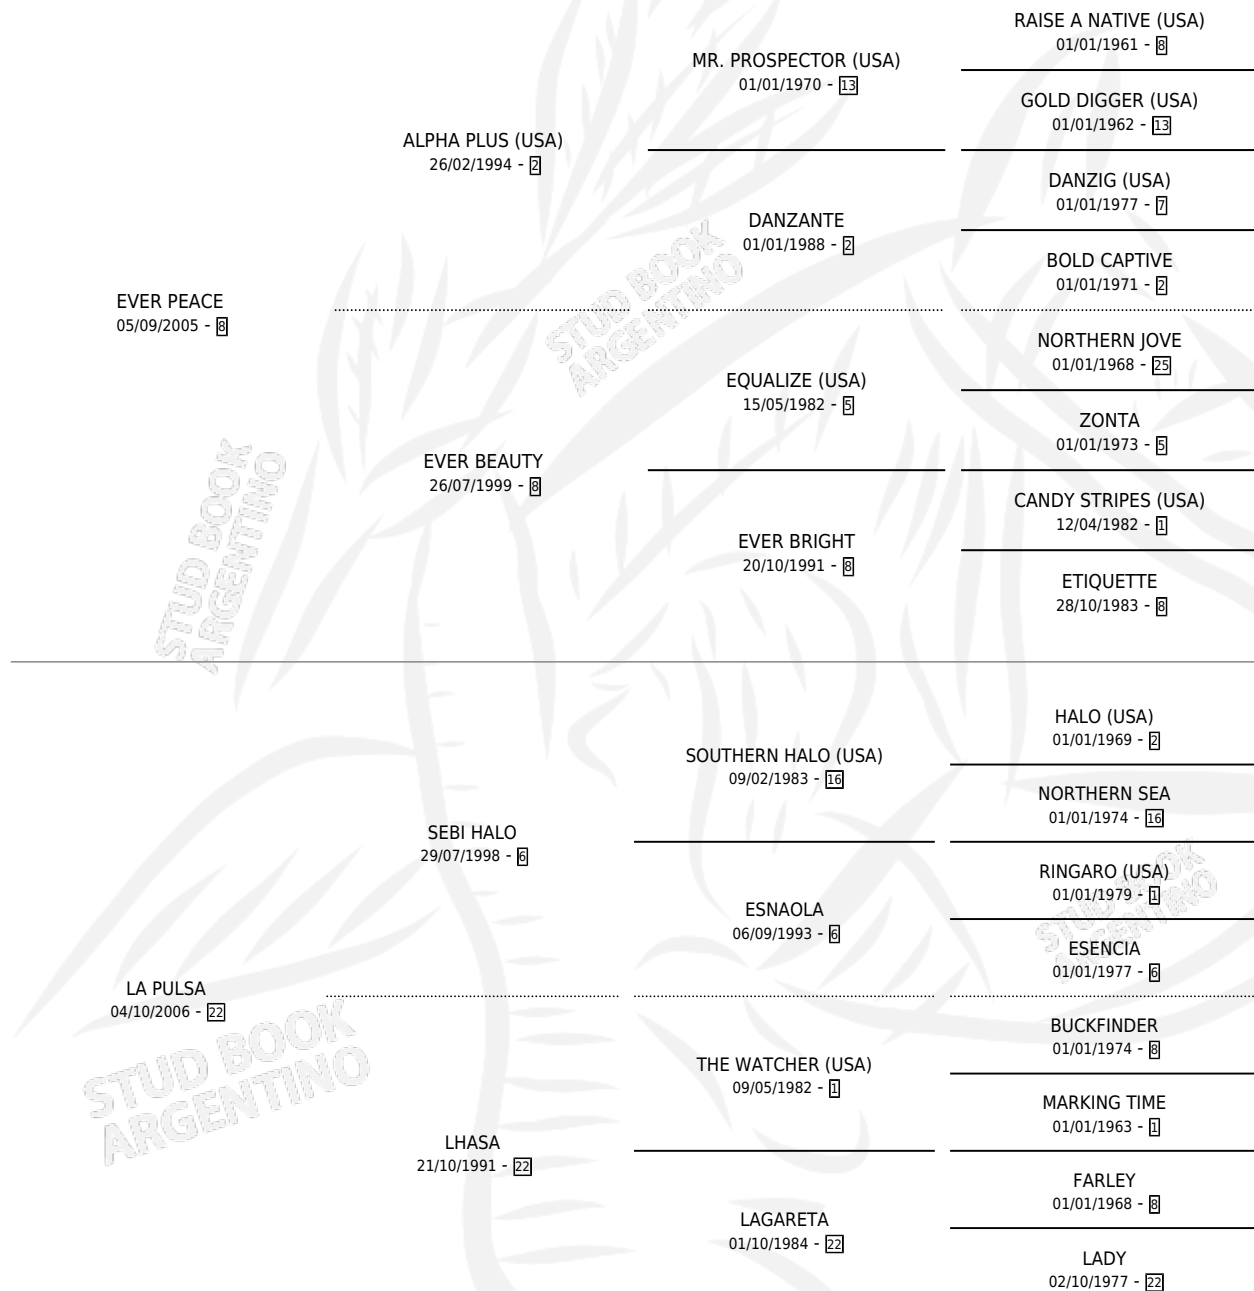 RAISE A NATIVE (USA)
01/01/1961 - 8
MR. PROSPECTOR (USA)
01/01/1970 - 13
GOLD DIGGER (USA)
01/01/1962 - 13
ALPHA PLUS (USA)
26/02/1994 - 2
DANZIG (USA)
01/01/1977 - 7
DANZANTE
01/01/1988 - 2
BOLD CAPTIVE
01/01/1971 - 2
EVER PEACE
05/09/2005 - 8
NORTHERN JOVE
01/01/1968 - 25
EQUALIZE (USA)
15/05/1982 - 5
ZONTA
01/01/1973 - 5
EVER BEAUTY
26/07/1999 - 8
CANDY STRIPES (USA)
12/04/1982 - 1
EVER BRIGHT
20/10/1991 - 8
ETIQUETTE
28/10/1983 - 8
HALO (USA)
01/01/1969 - 2
SOUTHERN HALO (USA)
09/02/1983 - 16
NORTHERN SEA
01/01/1974 - 16
SEBI HALO
29/07/1998 - 6
RINGARO (USA)
01/01/1979 - 1
ESNAOLA
06/09/1993 - 6
ESENCIA
01/01/1977 - 6
LA PULSA
04/10/2006 - 22
BUCKFINDER
01/01/1974 - 8
THE WATCHER (USA)
09/05/1982 - 1
MARKING TIME
01/01/1963 - 1
LHASA
21/10/1991 - 22
FARLEY
01/01/1968 - 8
LAGARETA
01/10/1984 - 22
LADY
02/10/1977 - 22
STUD BOOK
ARGENTINO
STUD BOOK
ARGENTINO
STUD BOOK
ARGENTINO
STUD BOOK
ARGENTINO